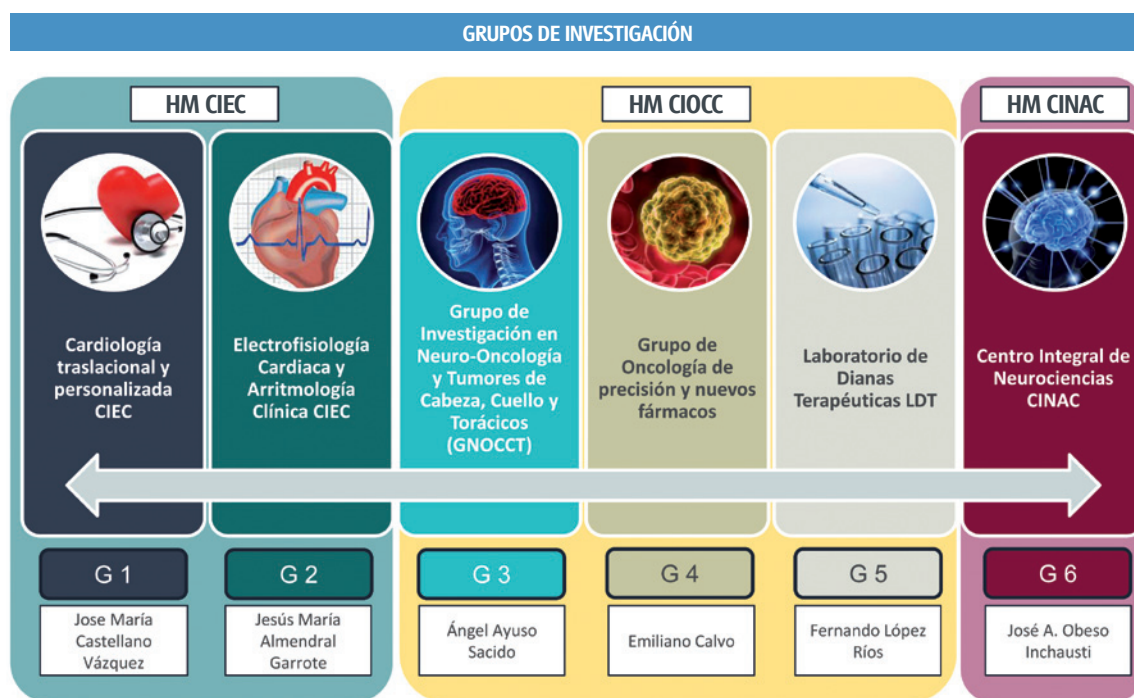 GRUPOS DE INVESTIGACIÓN
HM CIEC
HM CIOCC
HM CINAC
Cardiología
traslacional y
personalizada
CIEC
Electrofisiología
Cardiaca y
Arritmología
Clínica CIEC
Grupo de
Investigación en
Neuro-Oncología
y Tumores de
Cabeza, Cuello y
Torácicos
(GNOCCT)
Grupo de
Oncología de
precisión y nuevos
fármacos
Laboratorio de
Dianas
Terapéuticas LDT
Centro Integral de
Neurociencias
CINAC
G 1
G 2
G 3
G 4
G 5
G 6
Jose María
Castellano
Vázquez
Jesús María
Almendral
Garrote
Ángel Ayuso
Sacido
Emiliano Calvo
Fernando López
Ríos
José A. Obeso
Inchausti